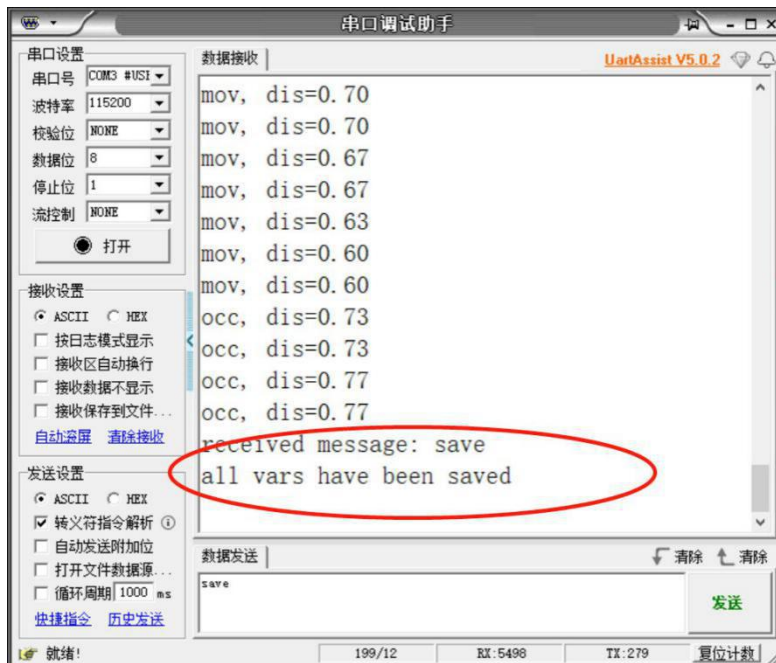 串口调试助手
串口设置
串口号 COM3 #USI
波特率 115200
校验位 NONE
数据位 8
停止位 1
流控制 NONE
打开
接收设置
ASCII HEX
按日志模式显示
接收区自动换行
接收数据不显示
接收保存到文件...
自动滚屏 清除接收
发送设置
ASCII HEX
转义符指令解析
自动发送附加位
打开文件数据源...
循环周期 1000 ms
快捷指令 历史发送
数据接收 UartAssist V5.0.2
mov, dis=0.70
mov, dis=0.70
mov, dis=0.67
mov, dis=0.67
mov, dis=0.63
mov, dis=0.60
mov, dis=0.60
occ, dis=0.73
occ, dis=0.73
occ, dis=0.77
occ, dis=0.77
received message: save
all vars have been saved
数据发送 清除 清除
save
发送
就绪! 199/12 RX:5498 TX:279 复位计数